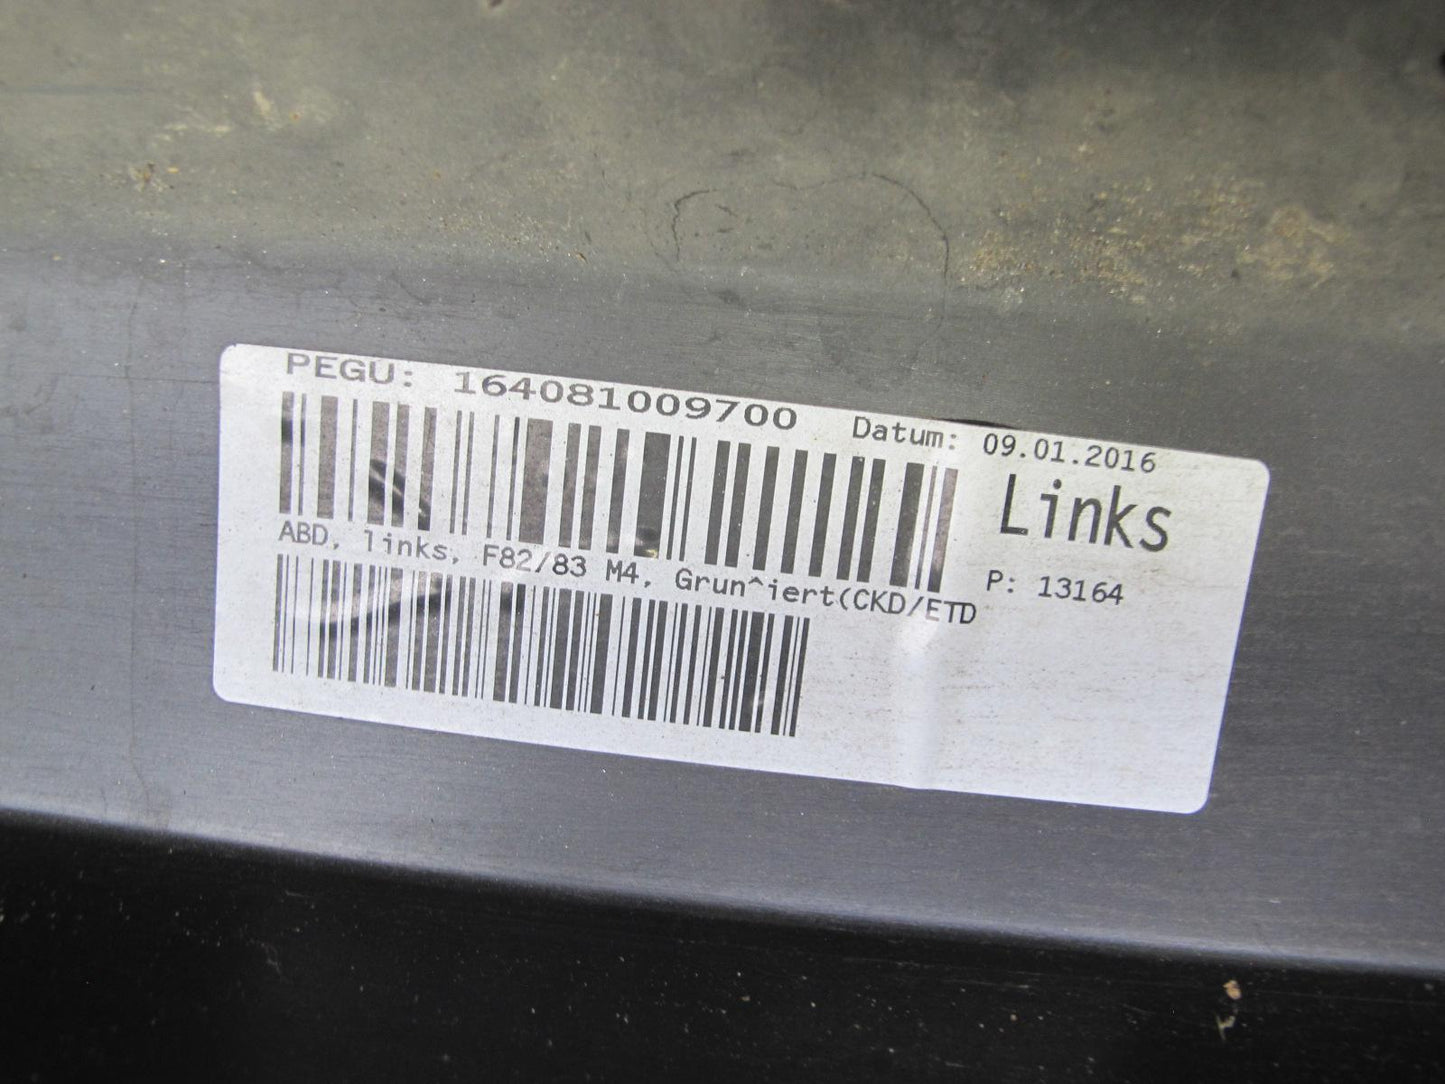 PEGU: 164081009700 Datum: 09.01.2016
Links
ABD, links, F82/83 M4, Grun^iert(CKD/ETD
P: 13164